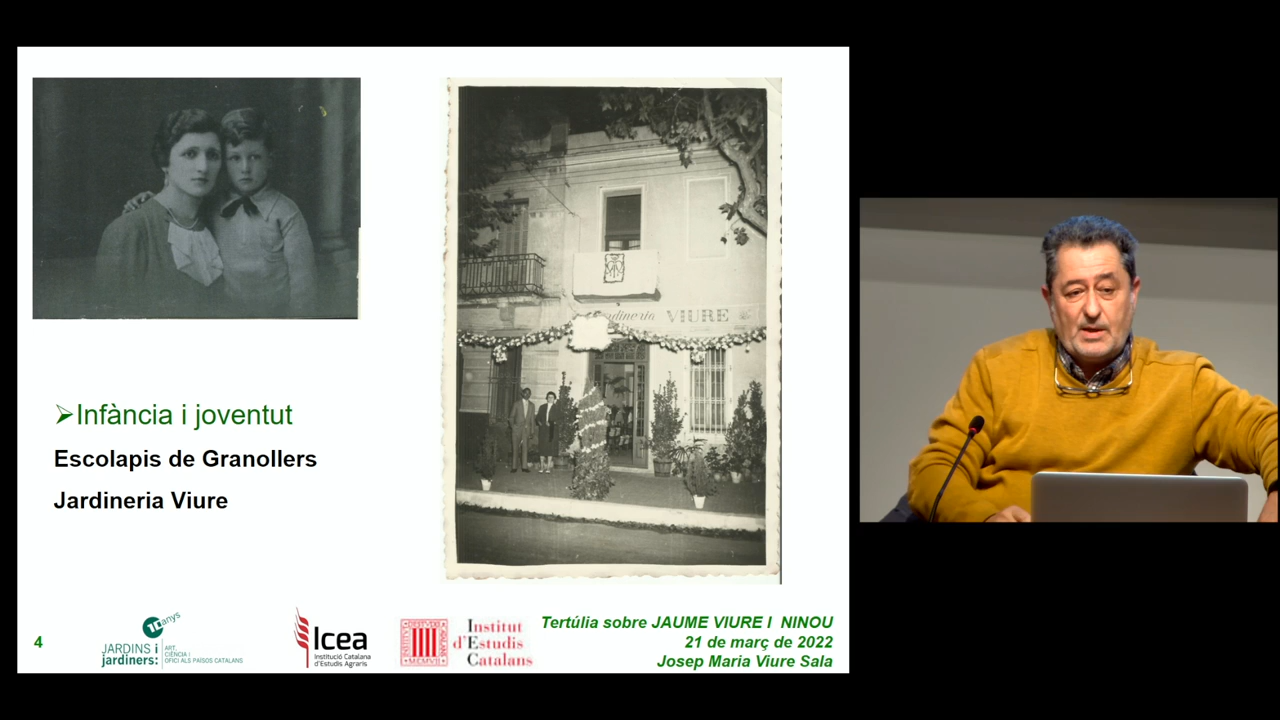 ➢Infància i joventut
Escolapis de Granollers
Jardineria Viure
VIURE
4
10 anys
JARDINS i
jardiners:
ART,
CIÈNCIA I
OFICI ALS PAÏSOS CATALANS
Icea
Institució Catalana
d'Estudis Agraris
Institut
d'Estudis
Catalans
Tertúlia sobre JAUME VIURE I NINOU
21 de març de 2022
Josep Maria Viure Sala